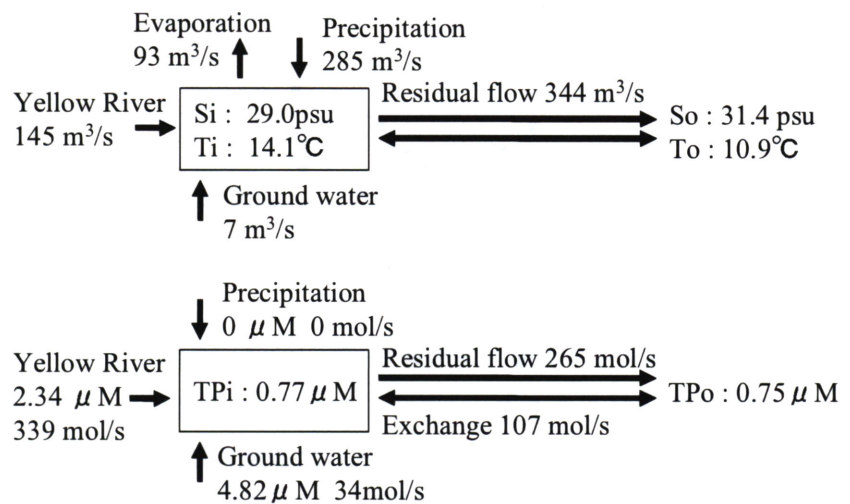 Evaporation
93 m³/s
Precipitation
285 m³/s
Yellow River
145 m³/s
Si : 29.0psu
Ti : 14.1℃
Residual flow 344 m³/s
So : 31.4 psu
To : 10.9℃
Ground water
7 m³/s
Precipitation
0 μM 0 mol/s
Yellow River
2.34 μM
339 mol/s
TPi : 0.77 μM
Residual flow 265 mol/s
Exchange 107 mol/s
TPo : 0.75 μM
Ground water
4.82 μM 34mol/s